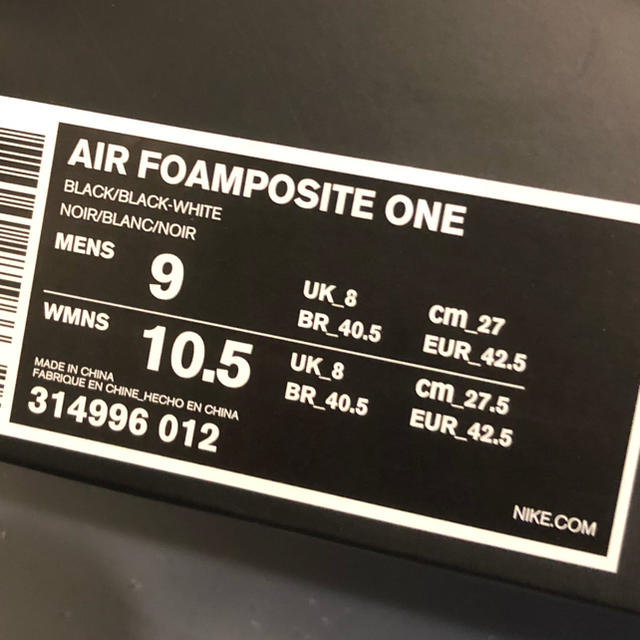 AIR FOAMPOSITE ONE
BLACK/BLACK-WHITE
NOIR/BLANC/NOIR
MENS 9 UK_8 cm_27
BR_40.5 EUR_42.5
WMNS 10.5 UK_8 cm_27.5
BR_40.5 EUR_42.5
MADE IN CHINA
FABRIQUE EN CHINE_HECHO EN CHINA
314996 012
NIKE.COM